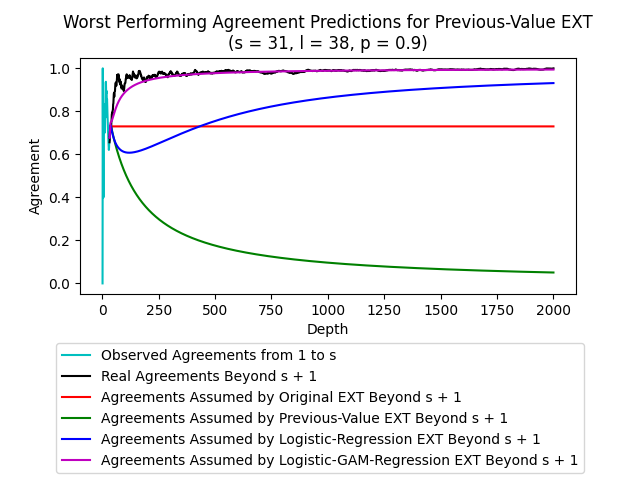 Worst Performing Agreement Predictions for Previous-Value EXT
(s = 31, l = 38, p = 0.9)
1.0
0.8
0.6
0.4
0.2
0.0
Agreement
0 250 500 750 1000 1250 1500 1750 2000
Depth
Observed Agreements from 1 to s
Real Agreements Beyond s + 1
Agreements Assumed by Original EXT Beyond s + 1
Agreements Assumed by Previous-Value EXT Beyond s + 1
Agreements Assumed by Logistic-Regression EXT Beyond s + 1
Agreements Assumed by Logistic-GAM-Regression EXT Beyond s + 1